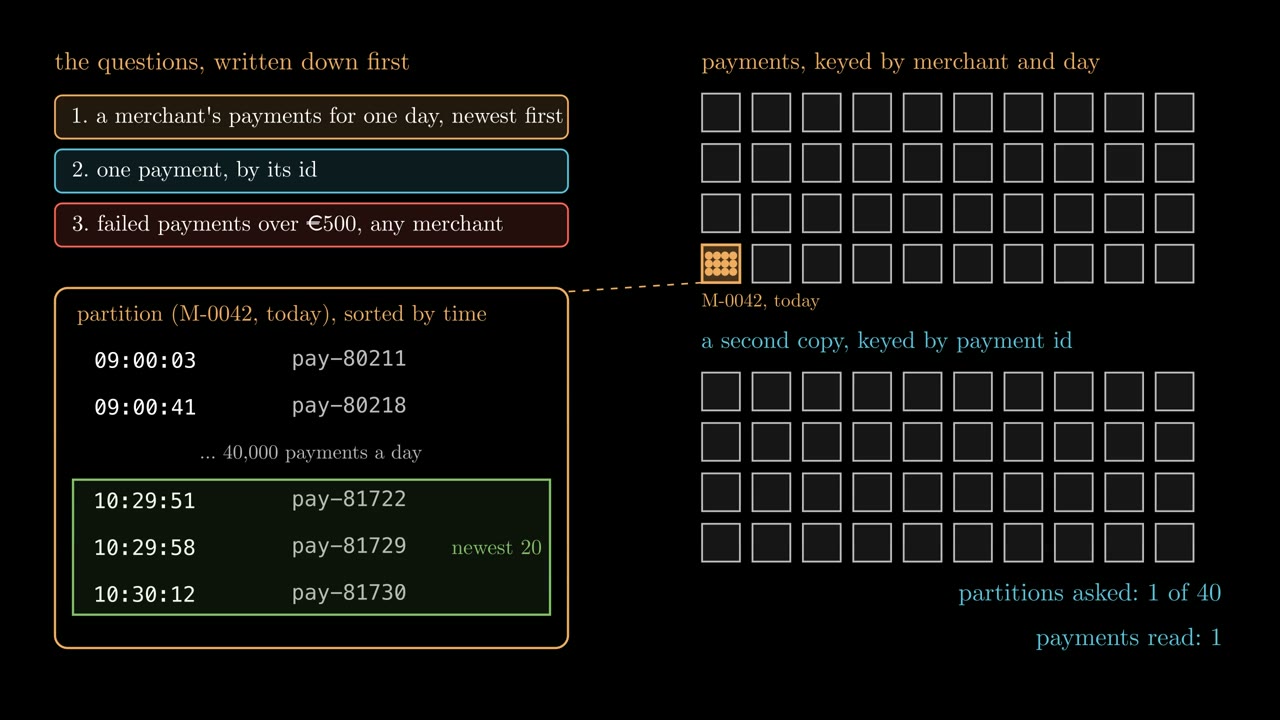 the questions, written down first
1. a merchant's payments for one day, newest first
2. one payment, by its id
3. failed payments over €500, any merchant
partition (M-0042, today), sorted by time
09:00:03 pay-80211
09:00:41 pay-80218
... 40,000 payments a day
10:29:51 pay-81722
10:29:58 pay-81729 newest 20
10:30:12 pay-81730
payments, keyed by merchant and day
M-0042, today
a second copy, keyed by payment id
partitions asked: 1 of 40
payments read: 1